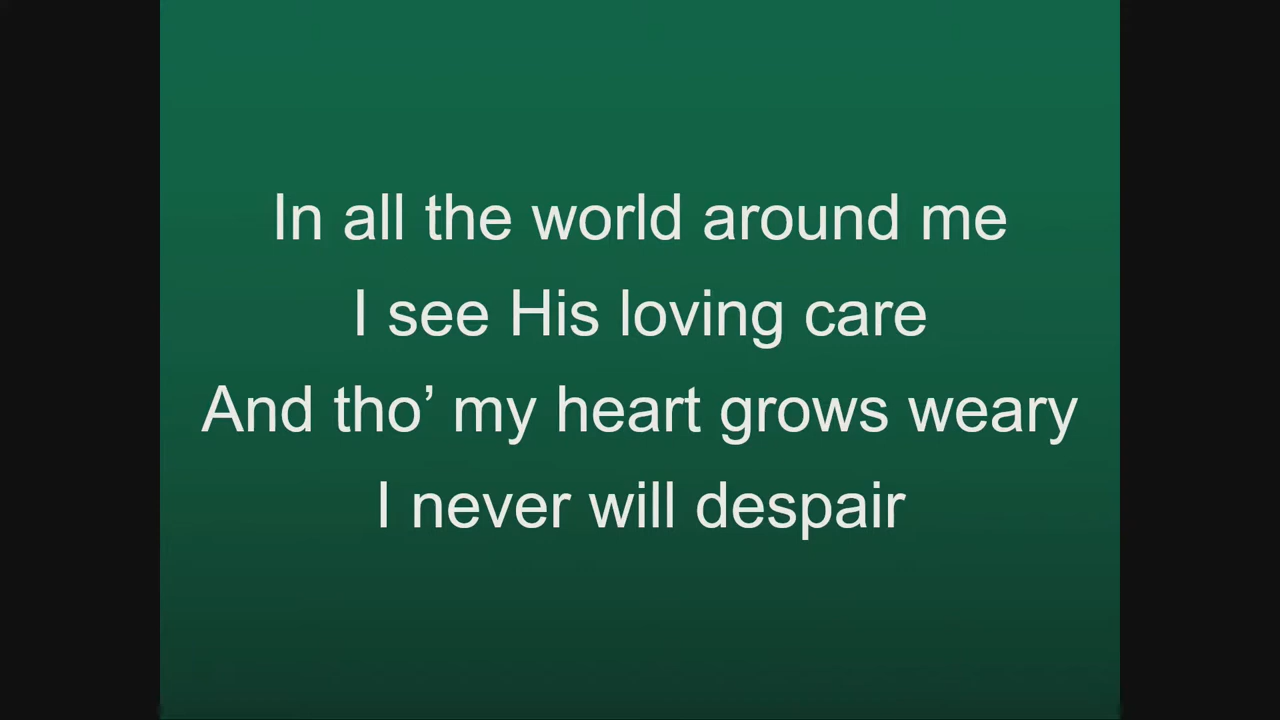 In all the world around me
I see His loving care
And tho’ my heart grows weary
I never will despair